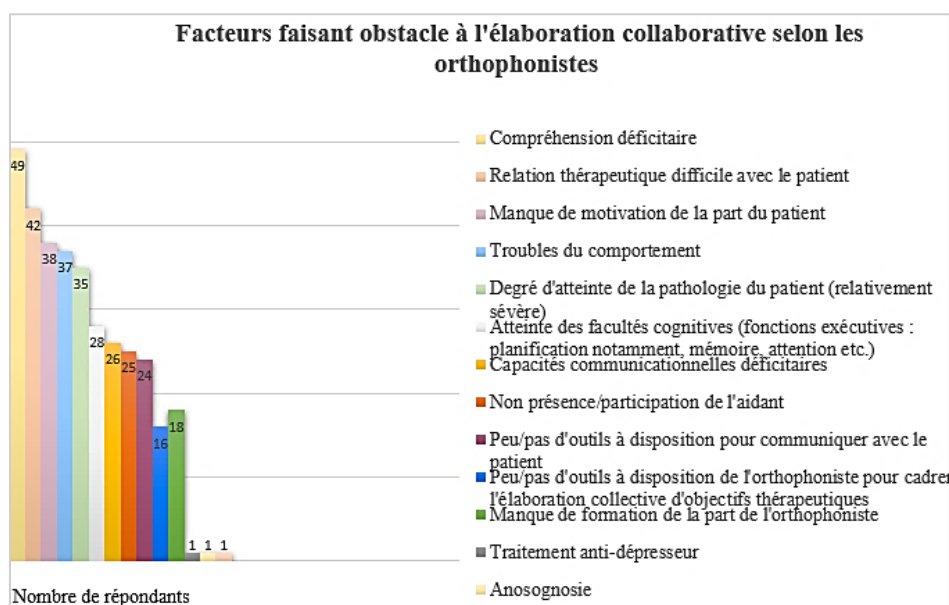 Facteurs faisant obstacle à l'élaboration collaborative selon les
orthophonistes
49
42
38
37
35
28
26
25
24
16
18
1
1
1
Nombre de répondants
Compréhension déficitaire
Relation thérapeutique difficile avec le patient
Manque de motivation de la part du patient
Troubles du comportement
Degré d'atteinte de la pathologie du patient (relativement
sévère)
Atteinte des facultés cognitives (fonctions exécutives :
planification notamment, mémoire, attention etc.)
Capacités communicationnelles déficitaires
Non présence/participation de l'aidant
Peu/pas d'outils à disposition pour communiquer avec le
patient
Peu/pas d'outils à disposition de l'orthophoniste pour cadrer
l'élaboration collective d'objectifs thérapeutiques
Manque de formation de la part de l'orthophoniste
Traitement anti-dépresseur
Anosognosie